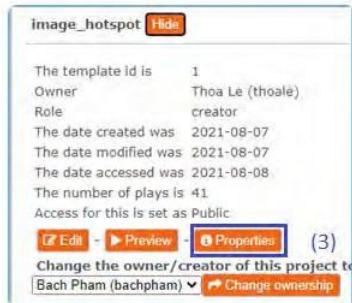 image_hotspot Hide
The template id is 1
Owner Thoa Le (thoale)
Role creator
The date created was 2021-08-07
The date modified was 2021-08-07
The date accessed was 2021-08-08
The number of plays is 41
Access for this is set as Public
Edit - Preview - Properties (3)
Change the owner/creator of this project to
Bach Pham (bachpham) Change ownership